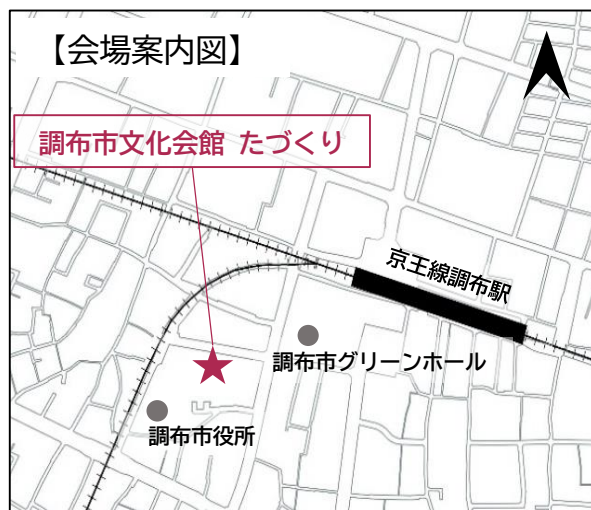 【会場案内図】
調布市文化会館 たづくり
京王線調布駅
調布市グリーンホール
調布市役所